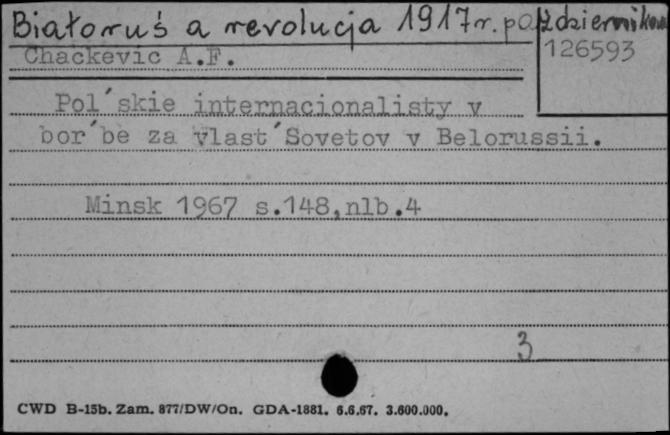 Białoruś a rewolucja 1917 r. październikowa
126593
Chackevic A.F.
Pol´skie internacionalisty v
bor´be za vlast´Sovetov v Belorussii.
Minsk 1967 s.148,nlb.4
3
CWD B-15b. Zam. 877/DW/On. GDA-1881. 6.6.67. 3.600.000.